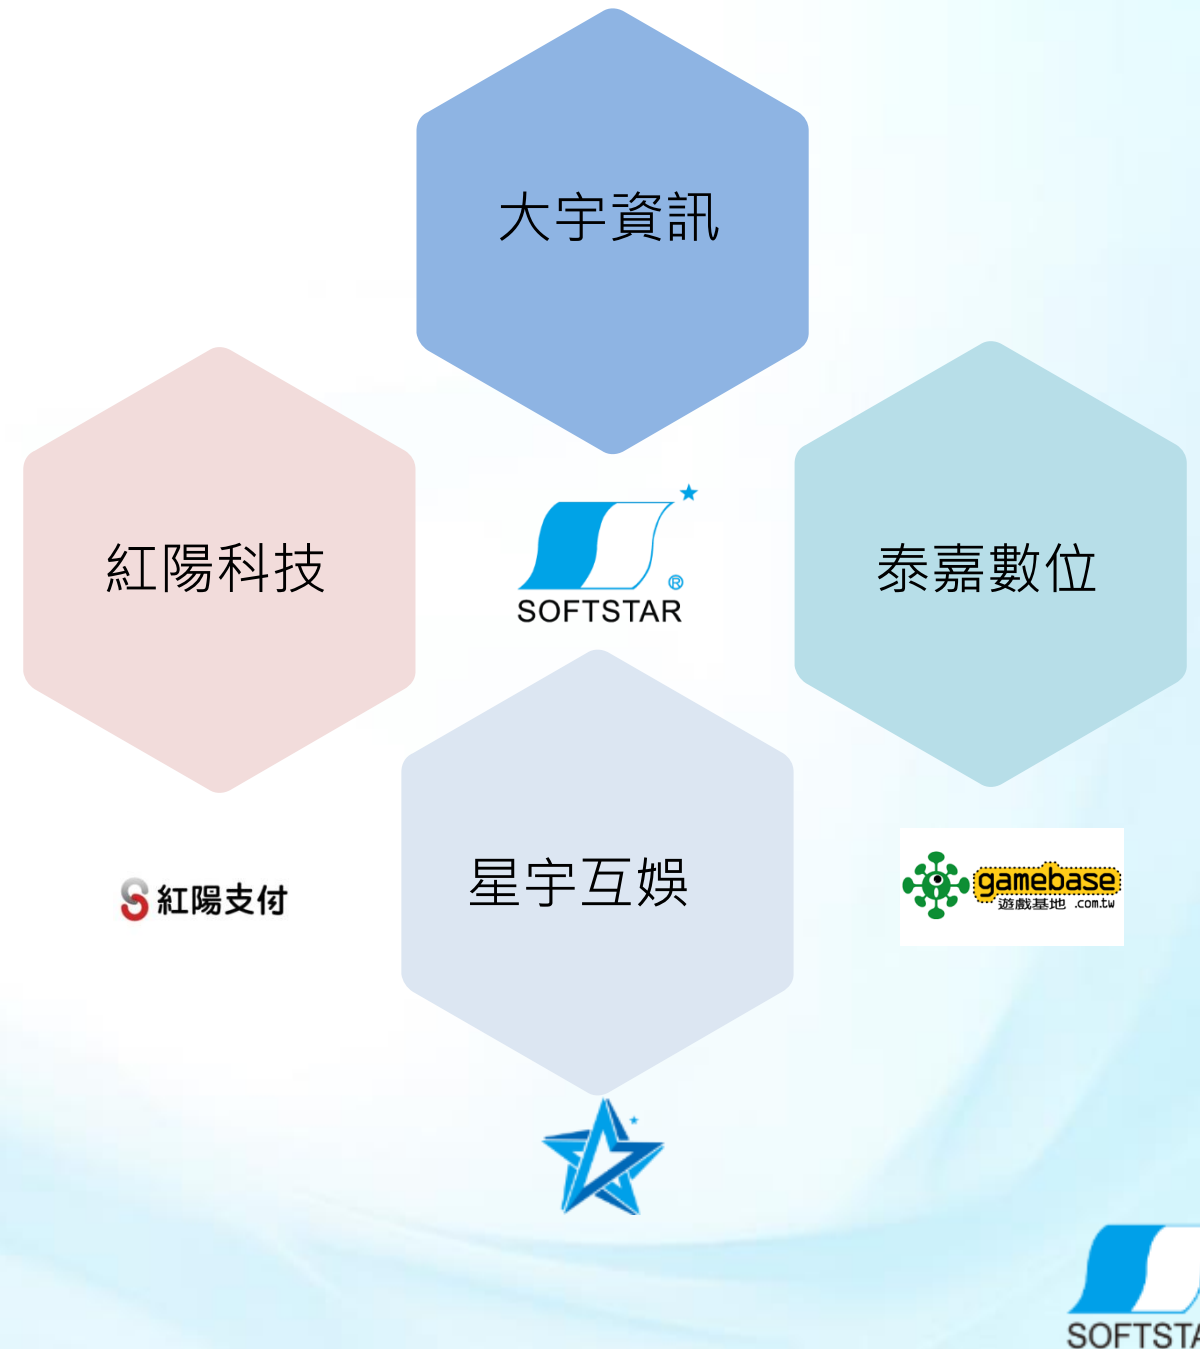 大宇資訊
SOFTSTAR
®
紅陽科技
泰嘉數位
星宇互娛
紅陽支付
gamebase
遊戲基地 .com.tw
SOFTSTA